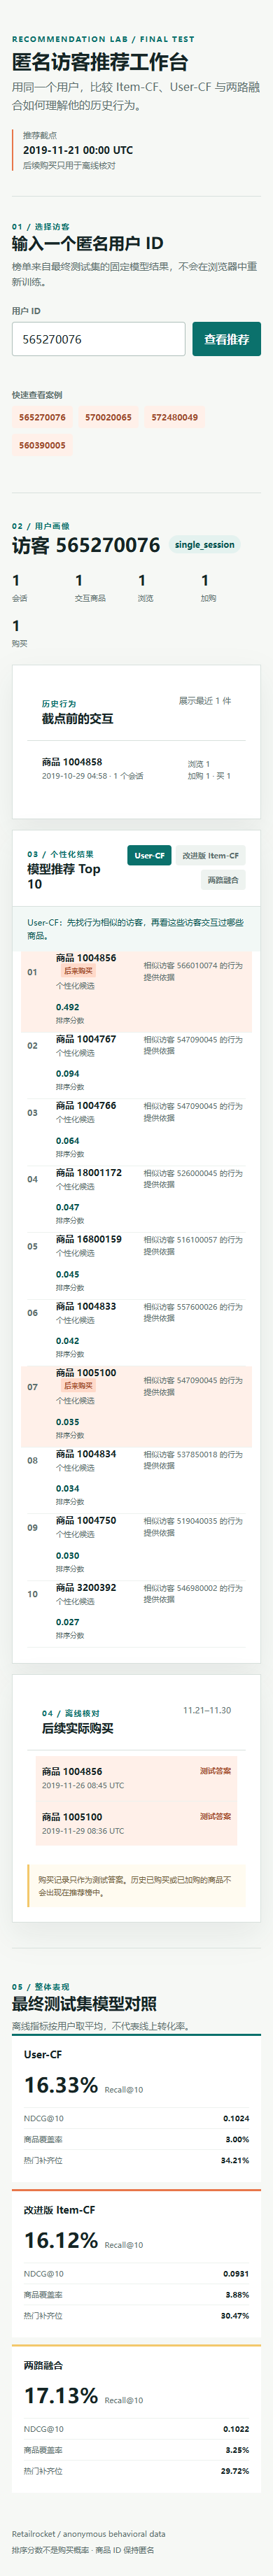 RECOMMENDATION LAB / FINAL TEST
匿名访客推荐工作台
用同一个用户，比较 Item-CF、User-CF 与两路融
合如何理解他的历史行为。
推荐截点
2019-11-21 00:00 UTC
后续购买只用于离线核对
01 / 选择访客
输入一个匿名用户 ID
榜单来自最终测试集的固定模型结果，不会在浏览器中重
新训练。
用户 ID
565270076
查看推荐
快速查看案例
565270076 570020065 572480049
560390005
02 / 用户画像
访客 565270076 single_session
1 1 1 1
会话 交互商品 浏览 加购
1
购买
历史行为 展示最近 1 件
截点前的交互
商品 1004858 浏览 1
2019-10-29 04:58 · 1 个会话 加购 1 · 买 1
03 / 个性化结果
模型推荐 Top
10
User-CF 改进版 Item-CF
两路融合
User-CF：先找行为相似的访客，再看这些访客交互过哪些
商品。
01 商品 1004856 相似访客 566010074 的行为
后来购买 提供依据
个性化候选
0.492
排序分数
02 商品 1004767 相似访客 547090045 的行为
个性化候选 提供依据
0.094
排序分数
03 商品 1004766 相似访客 547090045 的行为
个性化候选 提供依据
0.064
排序分数
04 商品 18001172 相似访客 526000045 的行为
个性化候选 提供依据
0.047
排序分数
05 商品 16800159 相似访客 516100057 的行为
个性化候选 提供依据
0.045
排序分数
06 商品 1004833 相似访客 557600026 的行为
个性化候选 提供依据
0.042
排序分数
07 商品 1005100 相似访客 547090045 的行为
后来购买 提供依据
个性化候选
0.035
排序分数
08 商品 1004834 相似访客 537850018 的行为
个性化候选 提供依据
0.034
排序分数
09 商品 1004750 相似访客 519040035 的行为
个性化候选 提供依据
0.030
排序分数
10 商品 3200392 相似访客 546980002 的行为
个性化候选 提供依据
0.027
排序分数
04 / 离线核对 11.21–11.30
后续实际购买
商品 1004856 测试答案
2019-11-26 08:45 UTC
商品 1005100 测试答案
2019-11-29 08:36 UTC
购买记录只作为测试答案。历史已购买或已加购的商品不
会出现在推荐榜中。
05 / 整体表现
最终测试集模型对照
离线指标按用户取平均，不代表线上转化率。
User-CF
16.33% Recall@10
NDCG@10 0.1024
商品覆盖率 3.00%
热门补齐位 34.21%
改进版 Item-CF
16.12% Recall@10
NDCG@10 0.0931
商品覆盖率 3.88%
热门补齐位 30.47%
两路融合
17.13% Recall@10
NDCG@10 0.1022
商品覆盖率 3.25%
热门补齐位 29.72%
Retailrocket / anonymous behavioral data
排序分数不是购买概率 · 商品 ID 保持匿名